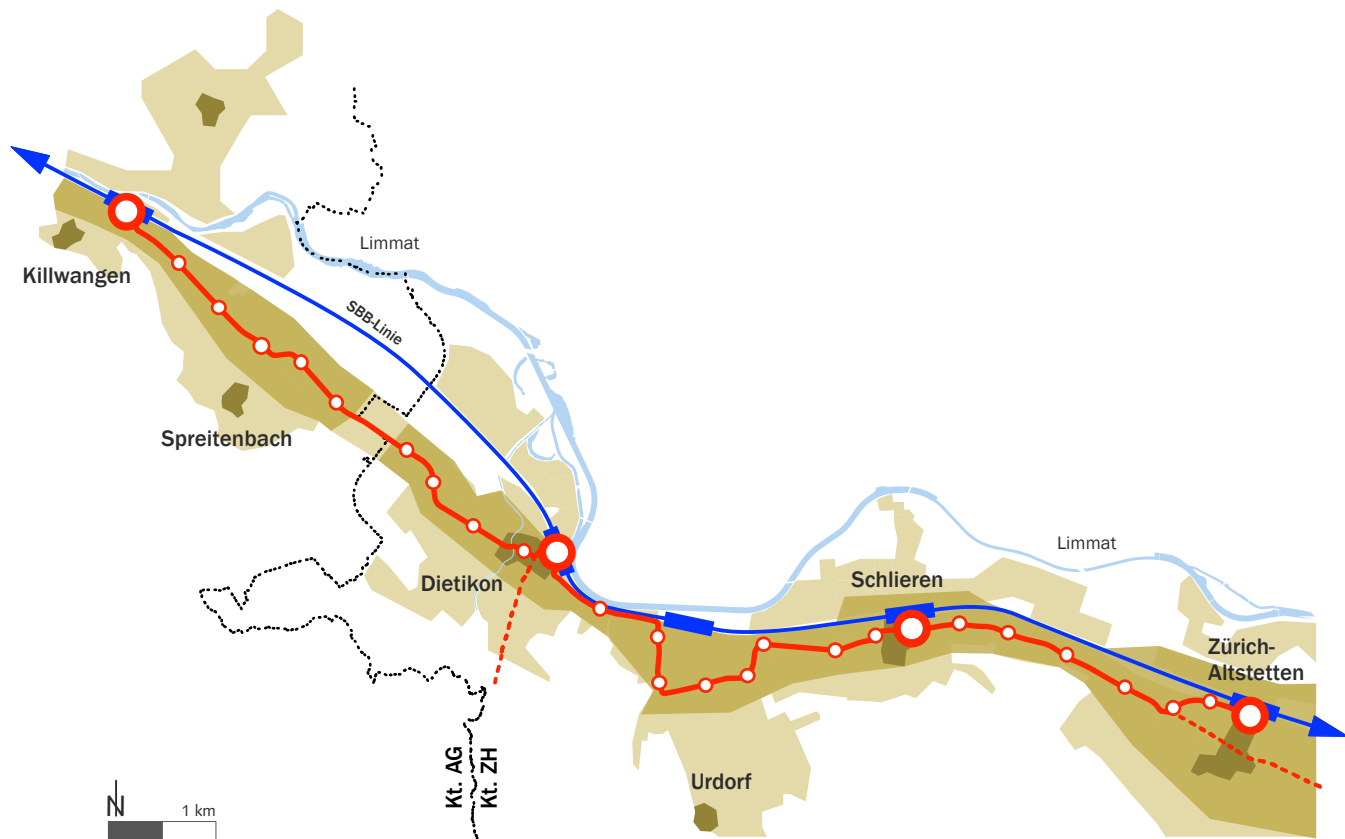 Limmat
Killwangen
SBB-Linie
Spreitenbach
Limmat
Schlieren
Dietikon
Zürich-
Altstetten
Kt. AG
Kt. ZH
Urdorf
N
1 km